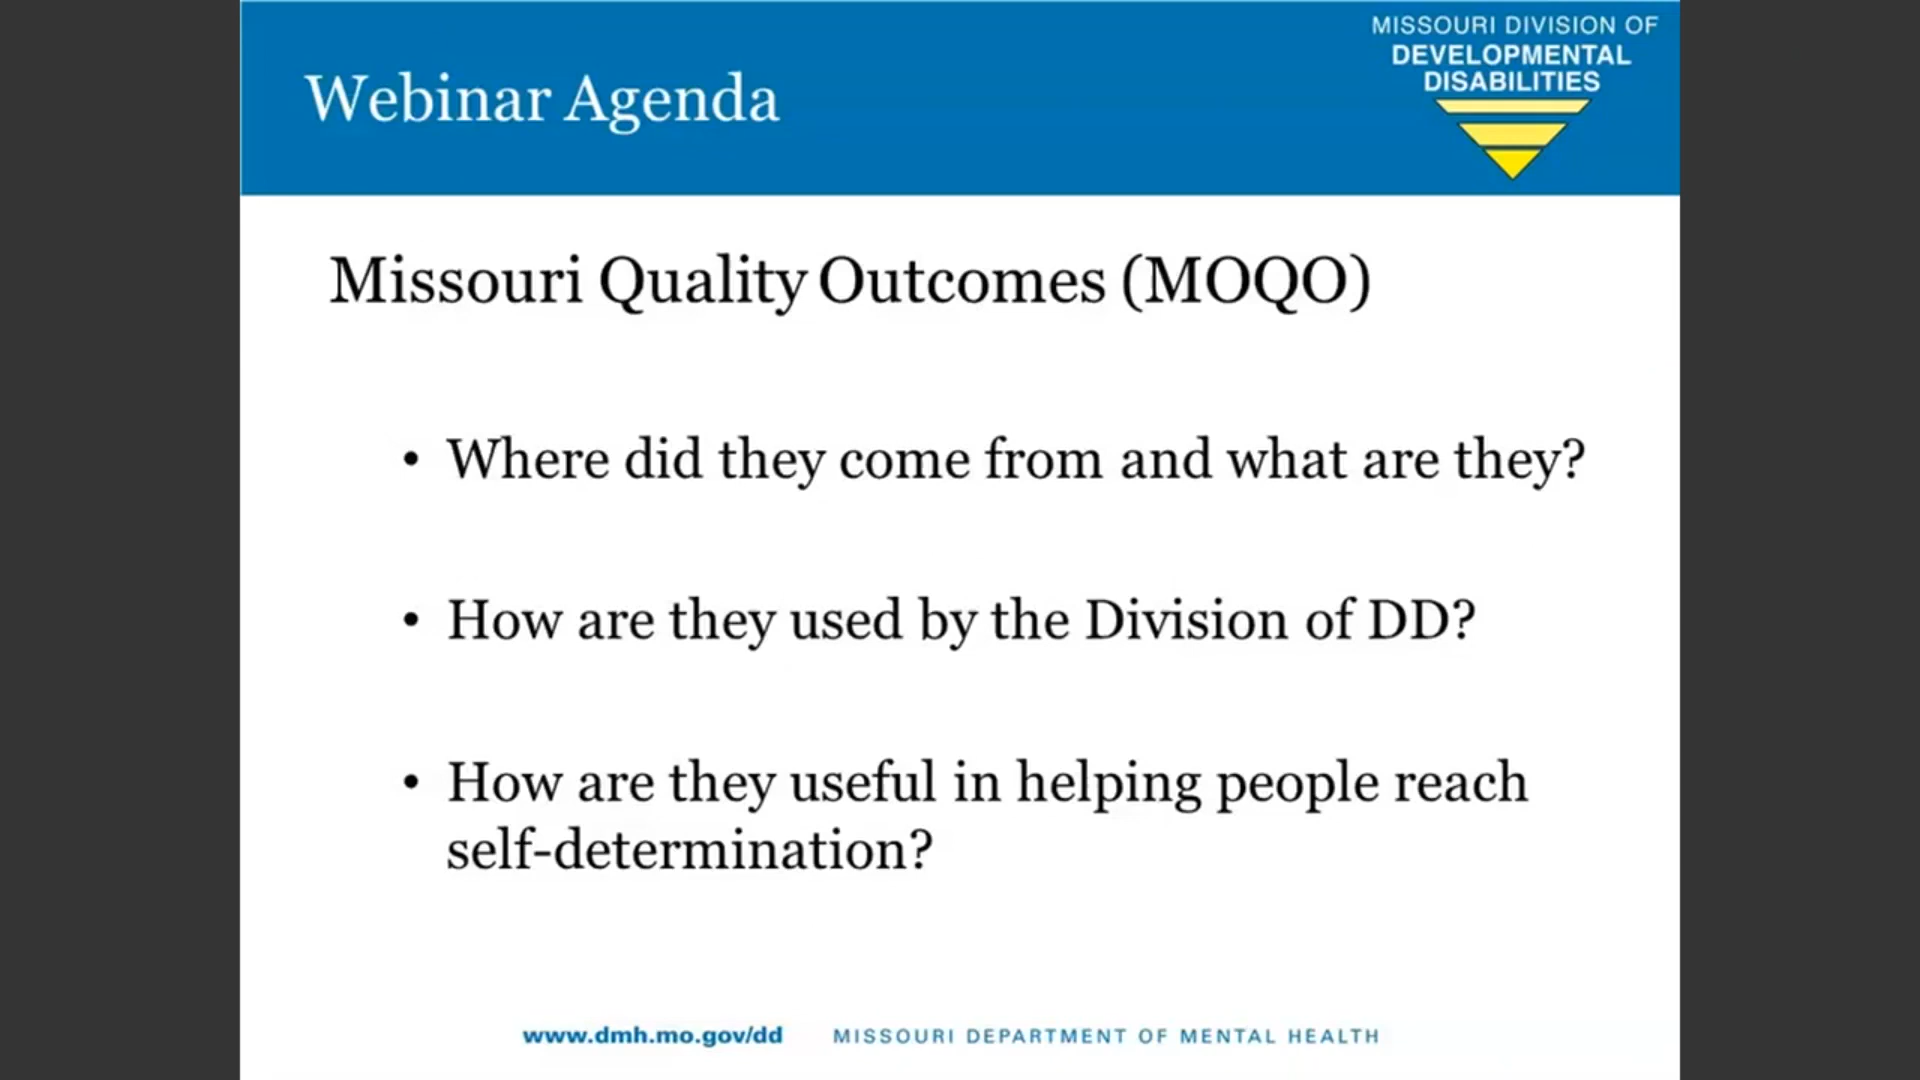 Webinar Agenda
MISSOURI DIVISION OF
DEVELOPMENTAL
DISABILITIES
Missouri Quality Outcomes (MOQO)
• Where did they come from and what are they?
• How are they used by the Division of DD?
• How are they useful in helping people reach
self-determination?
www.dmh.mo.gov/dd MISSOURI DEPARTMENT OF MENTAL HEALTH